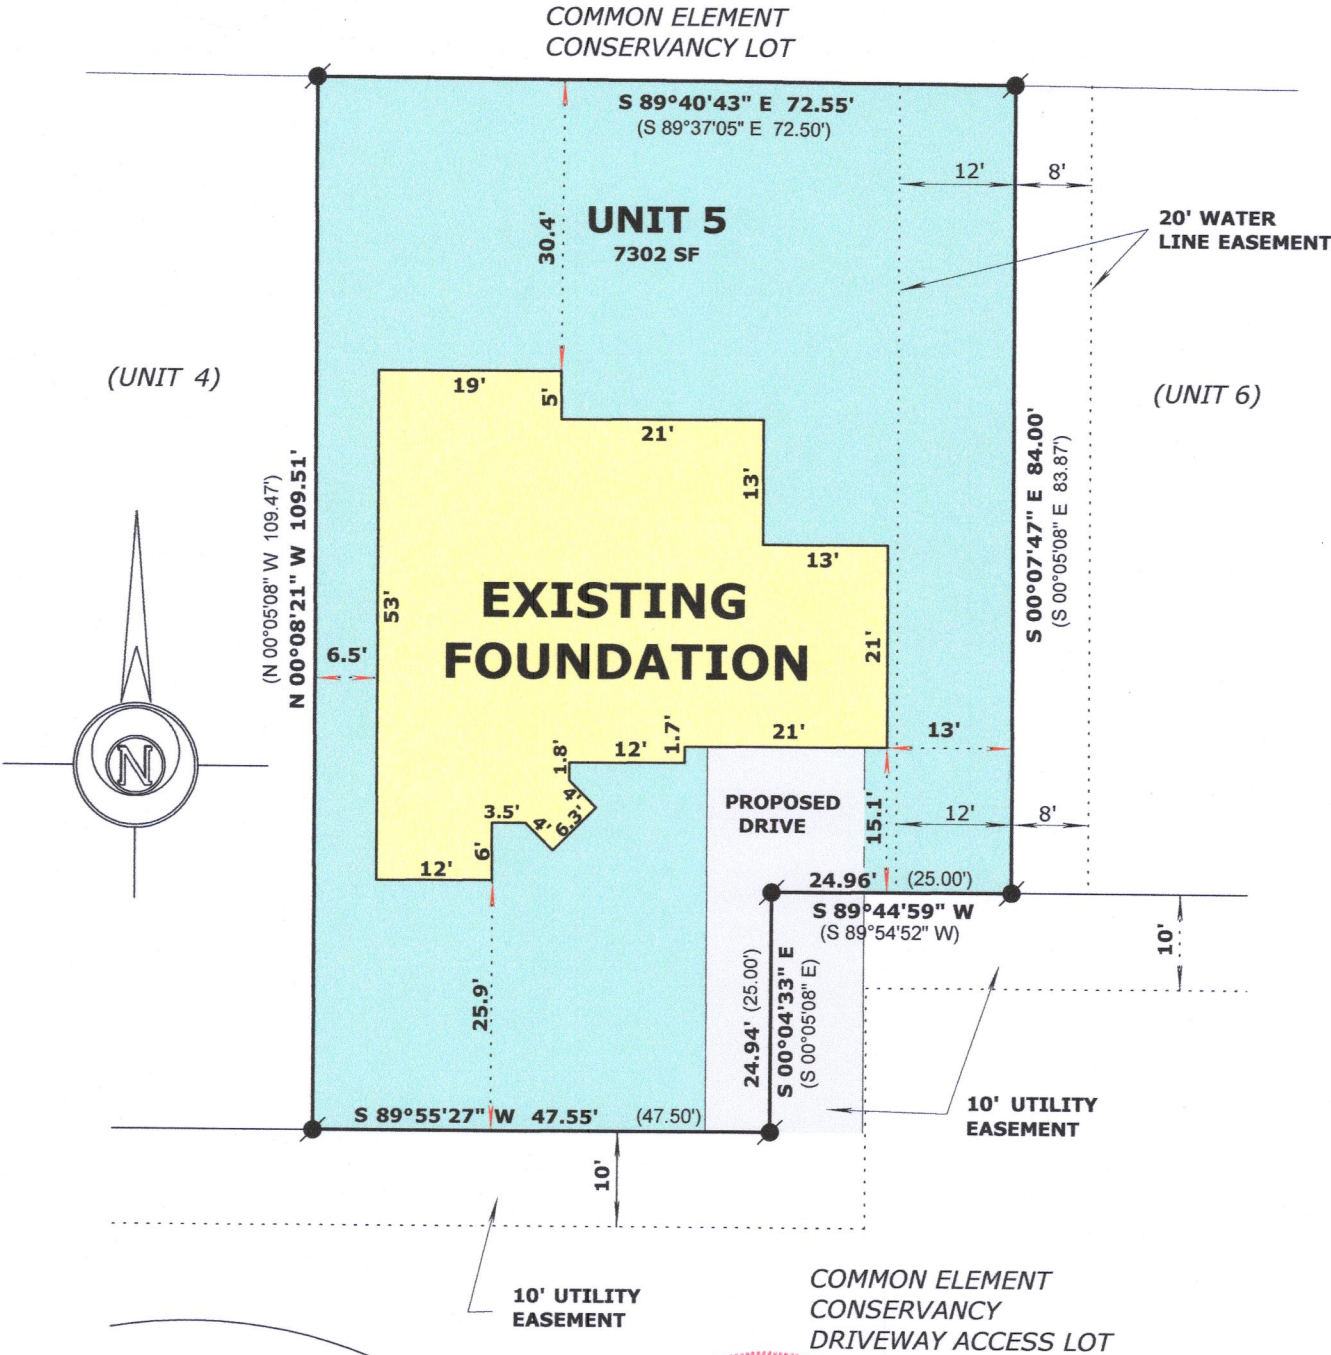 COMMON ELEMENT
CONSERVANCY LOT
S 89°40'43" E 72.55'
(S 89°37'05" E 72.50')
12'
8'
30.4'
UNIT 5
7302 SF
20' WATER
LINE EASEMENT
(UNIT 4)
(UNIT 6)
19'
5'
21'
13'
13'
(N 00°05'08" W 109.47')
N 00°08'21" W 109.51'
S 00°07'47" E 84.00'
(S 00°05'08" E 83.87')
53'
EXISTING
FOUNDATION
21'
6.5'
N
1.8'
12'
1.7'
21'
13'
4'
3.5'
4'
6.3'
PROPOSED
DRIVE
15.1'
12'
8'
6'
12'
24.96' (25.00')
S 89°44'59" W
(S 89°54'52" W)
10'
25.9'
24.94' (25.00')
S 00°04'33" E
(S 00°05'08" E)
S 89°55'27" W 47.55' (47.50')
10' UTILITY
EASEMENT
10'
10' UTILITY
EASEMENT
COMMON ELEMENT
CONSERVANCY
DRIVEWAY ACCESS LOT